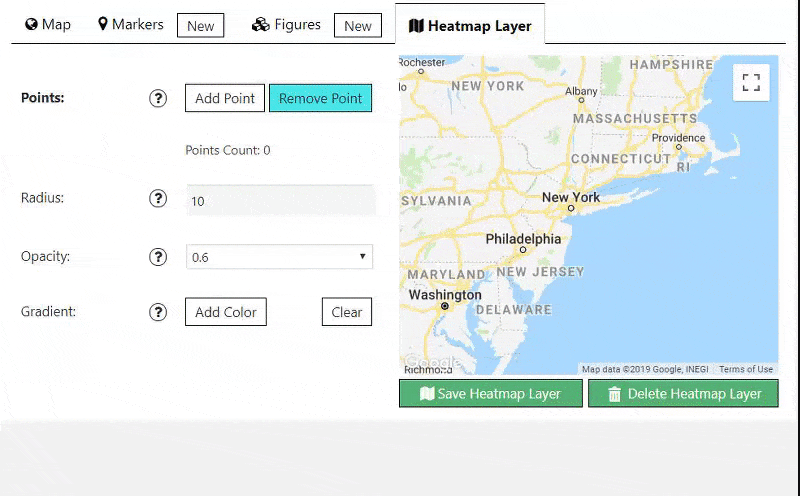 Map
Markers
New
Figures
New
Heatmap Layer
Points:
?
Add Point
Remove Point
Points Count: 0
Radius:
?
10
Opacity:
?
0.6
Gradient:
?
Add Color
Clear
Rochester
HAMPSHIRE
NEW YORK
Albany
MASSACHUSETTS
Providence
CONNECTICUT
RI
SYLVANIA
New York
Philadelphia
MARYLAND
NEW JERSEY
Washington
DELAWARE
Google
Richmond
Map data ©2019 Google, INEGI
Terms of Use
Save Heatmap Layer
Delete Heatmap Layer